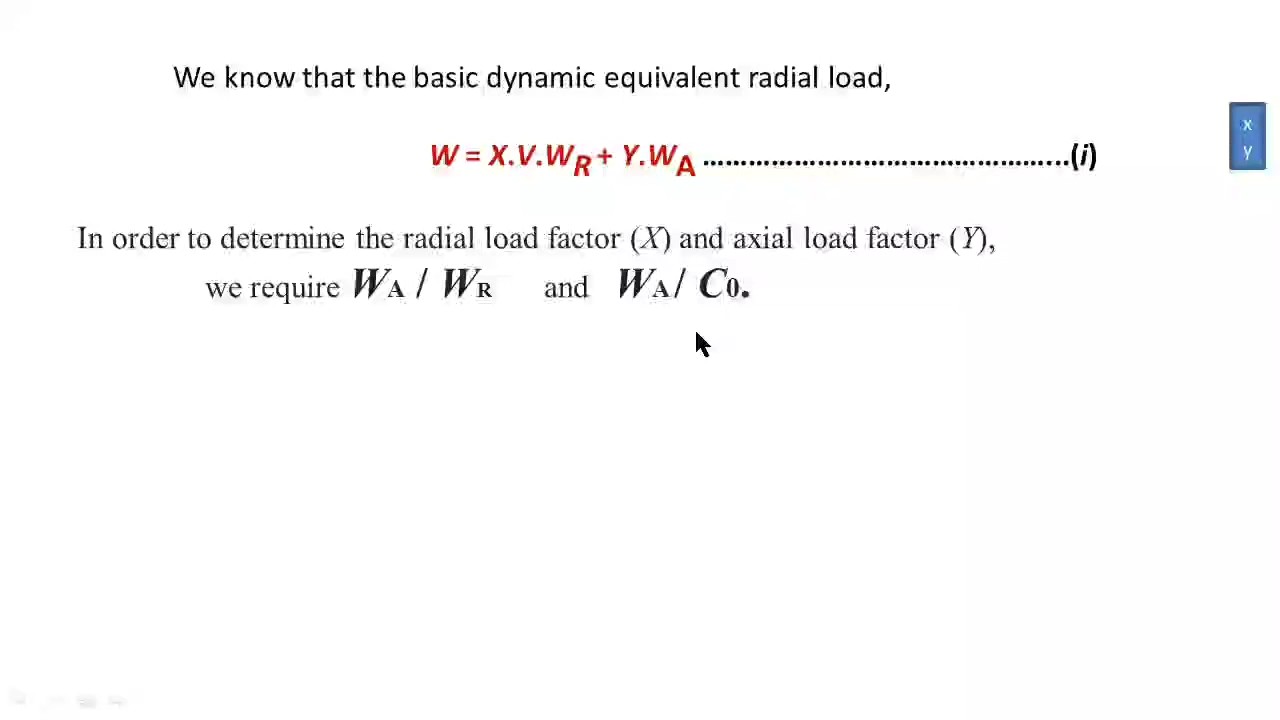 We know that the basic dynamic equivalent radial load,
W = X.V.WR + Y.WA ……………………………………...(i)
x
y
In order to determine the radial load factor (X) and axial load factor (Y),
we require WA / WR and WA / C0.